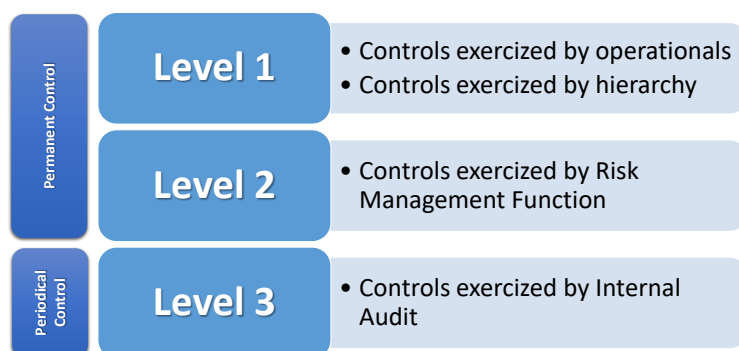 Permanent Control
Level 1
• Controls exercized by operationals
• Controls exercized by hierarchy
Level 2
• Controls exercized by Risk
Management Function
Periodical
Control
Level 3
• Controls exercized by Internal
Audit